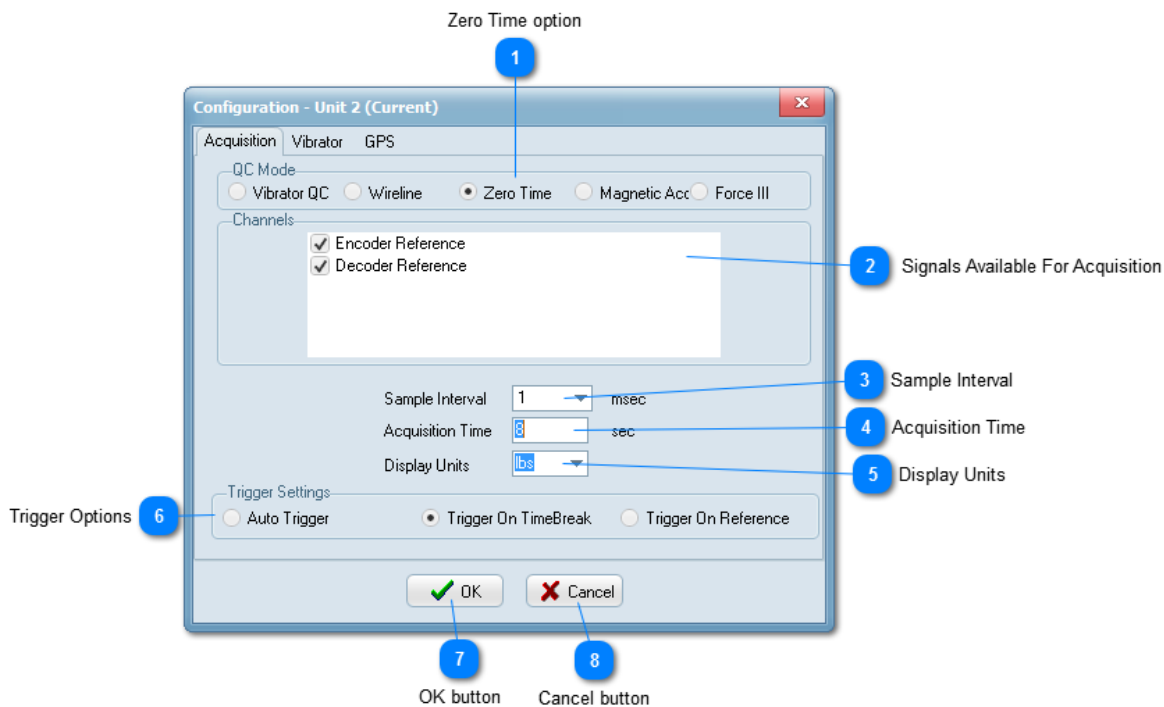 Zero Time option
1
Configuration - Unit 2 (Current)
Acquisition Vibrator GPS
QC Mode
Vibrator QC Wireline Zero Time Magnetic Acc Force III
Channels
Encoder Reference
Decoder Reference
2 Signals Available For Acquisition
Sample Interval 1 msec
3 Sample Interval
Acquisition Time 8 sec
4 Acquisition Time
Display Units lbs
5 Display Units
Trigger Settings
Trigger Options 6
Auto Trigger Trigger On TimeBreak Trigger On Reference
OK Cancel
7 8
OK button Cancel button